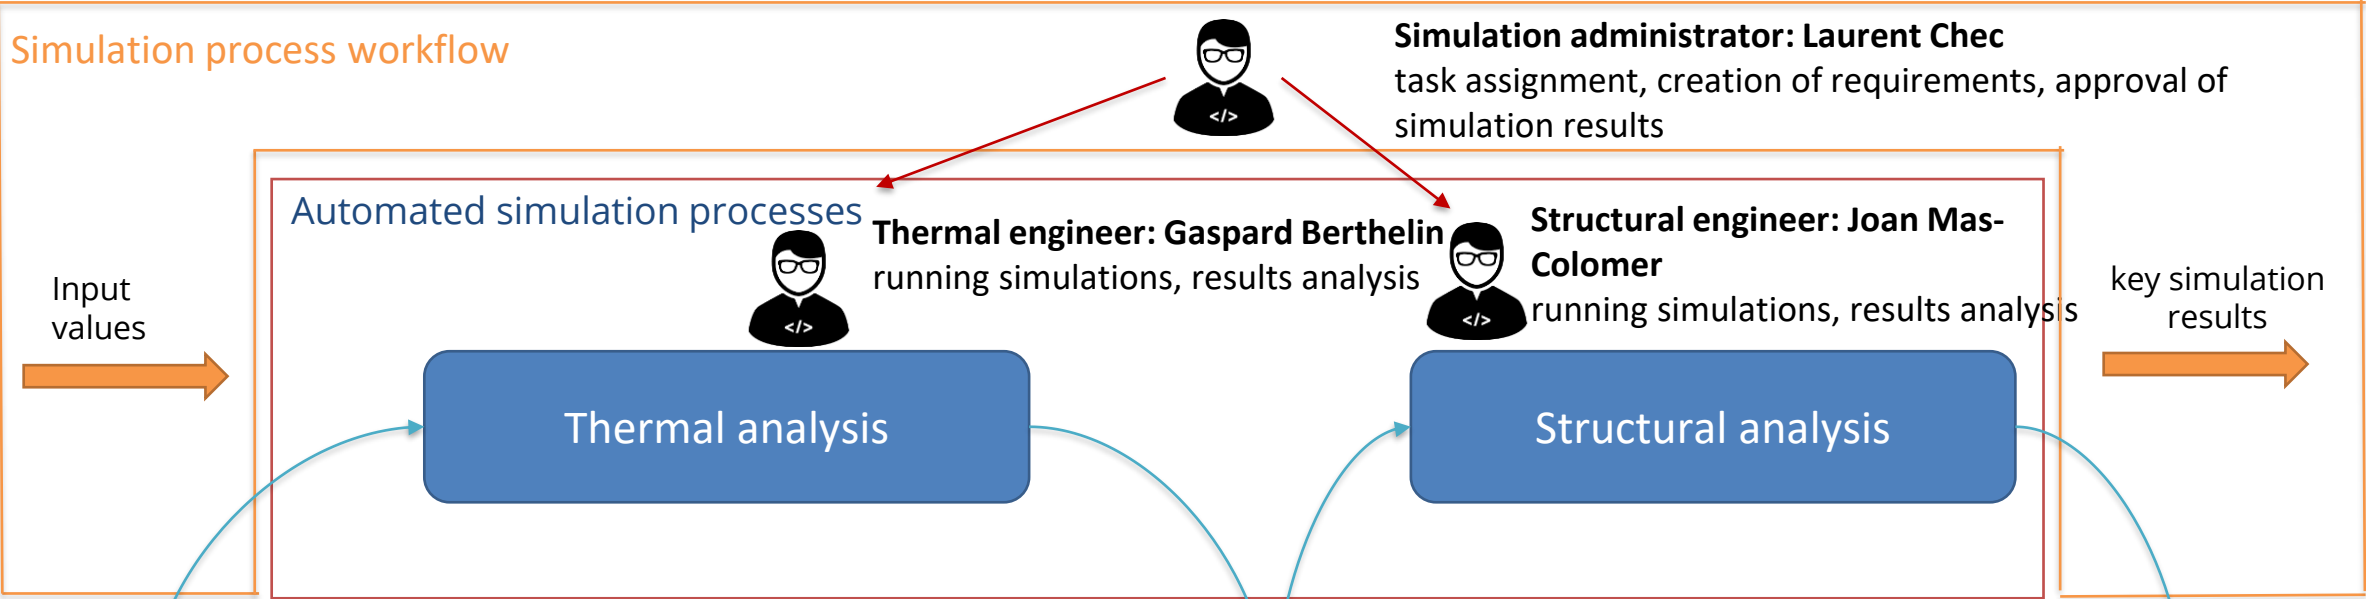 Simulation process workflow
Simulation administrator: Laurent Chec
task assignment, creation of requirements, approval of
simulation results
</>
Automated simulation processes
Thermal engineer: Gaspard Berthelin
running simulations, results analysis
</>
Structural engineer: Joan Mas-
Colomer
running simulations, results analysis
</>
Input
values
key simulation
results
Thermal analysis
Structural analysis